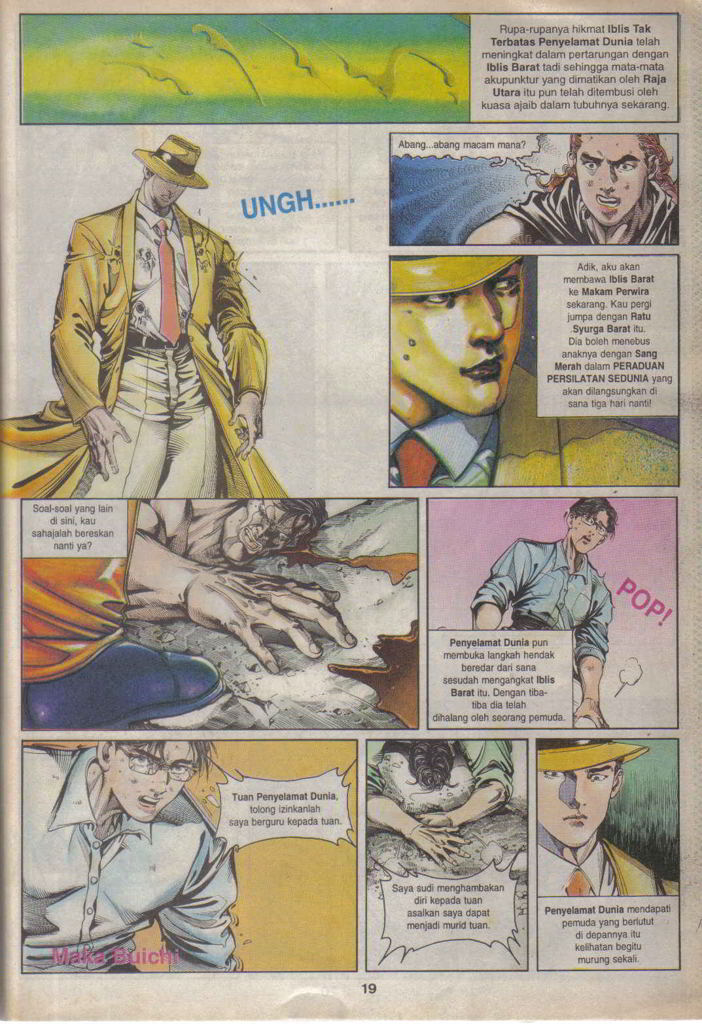 Rupa-rupanya hikmat Iblis Tak
Terbatas Penyelamat Dunia telah
meningkat dalam pertarungan dengan
Iblis Barat tadi sehingga mata-mata
akupunktur yang dimatikan oleh Raja
Utara itu pun telah ditembusi oleh
kuasa ajaib dalam tubuhnya sekarang.
UNGH......
Abang...abang macam mana?
Adik, aku akan
membawa Iblis Barat
ke Makam Perwira
sekarang. Kau pergi
jumpa dengan Ratu
Syurga Barat itu.
Dia boleh menebus
anaknya dengan Sang
Merah dalam PERADUAN
PERSILATAN SEDUNIA yang
akan dilangsungkan di
sana tiga hari nanti!
Soal-soal yang lain
di sini, kau
sahajalah bereskan
nanti ya?
POP!
Penyelamat Dunia pun
membuka langkah hendak
beredar dari sana
sesudah mengangkat Iblis
Barat itu. Dengan tiba-
tiba dia telah
dihalang oleh seorang pemuda.
Tuan Penyelamat Dunia,
tolong izinkanlah
saya berguru kepada tuan.
Maka Buichi
Saya sudi menghambakan
diri kepada tuan
asalkan saya dapat
menjadi murid tuan.
Penyelamat Dunia mendapati
pemuda yang berlutut
di depannya itu
kelihatan begitu
murung sekali.
19